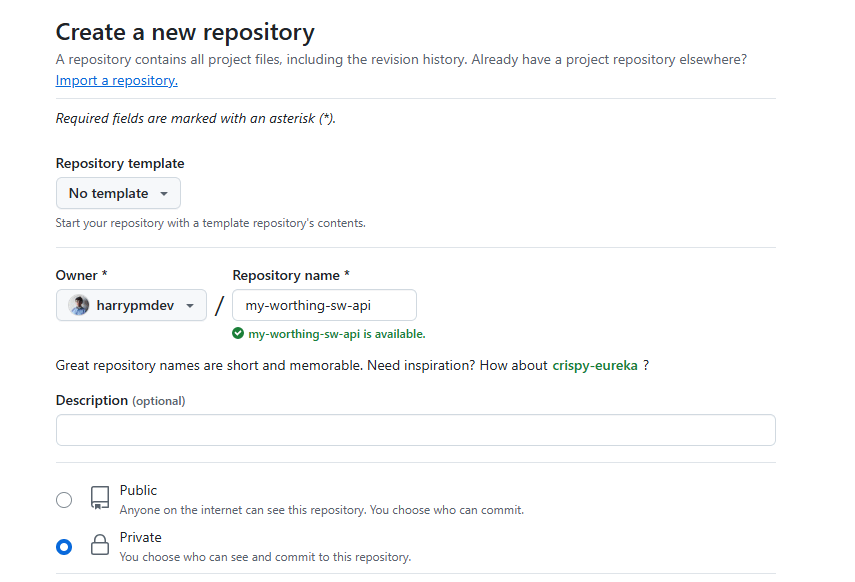 Create a new repository
A repository contains all project files, including the revision history. Already have a project repository elsewhere?
Import a repository.
Required fields are marked with an asterisk (*).
Repository template
No template
Start your repository with a template repository's contents.
Owner *
Repository name *
harrypmdev
/
my-worthing-sw-api
my-worthing-sw-api is available.
Great repository names are short and memorable. Need inspiration? How about crispy-eureka ?
Description (optional)
Public
Anyone on the internet can see this repository. You choose who can commit.
Private
You choose who can see and commit to this repository.